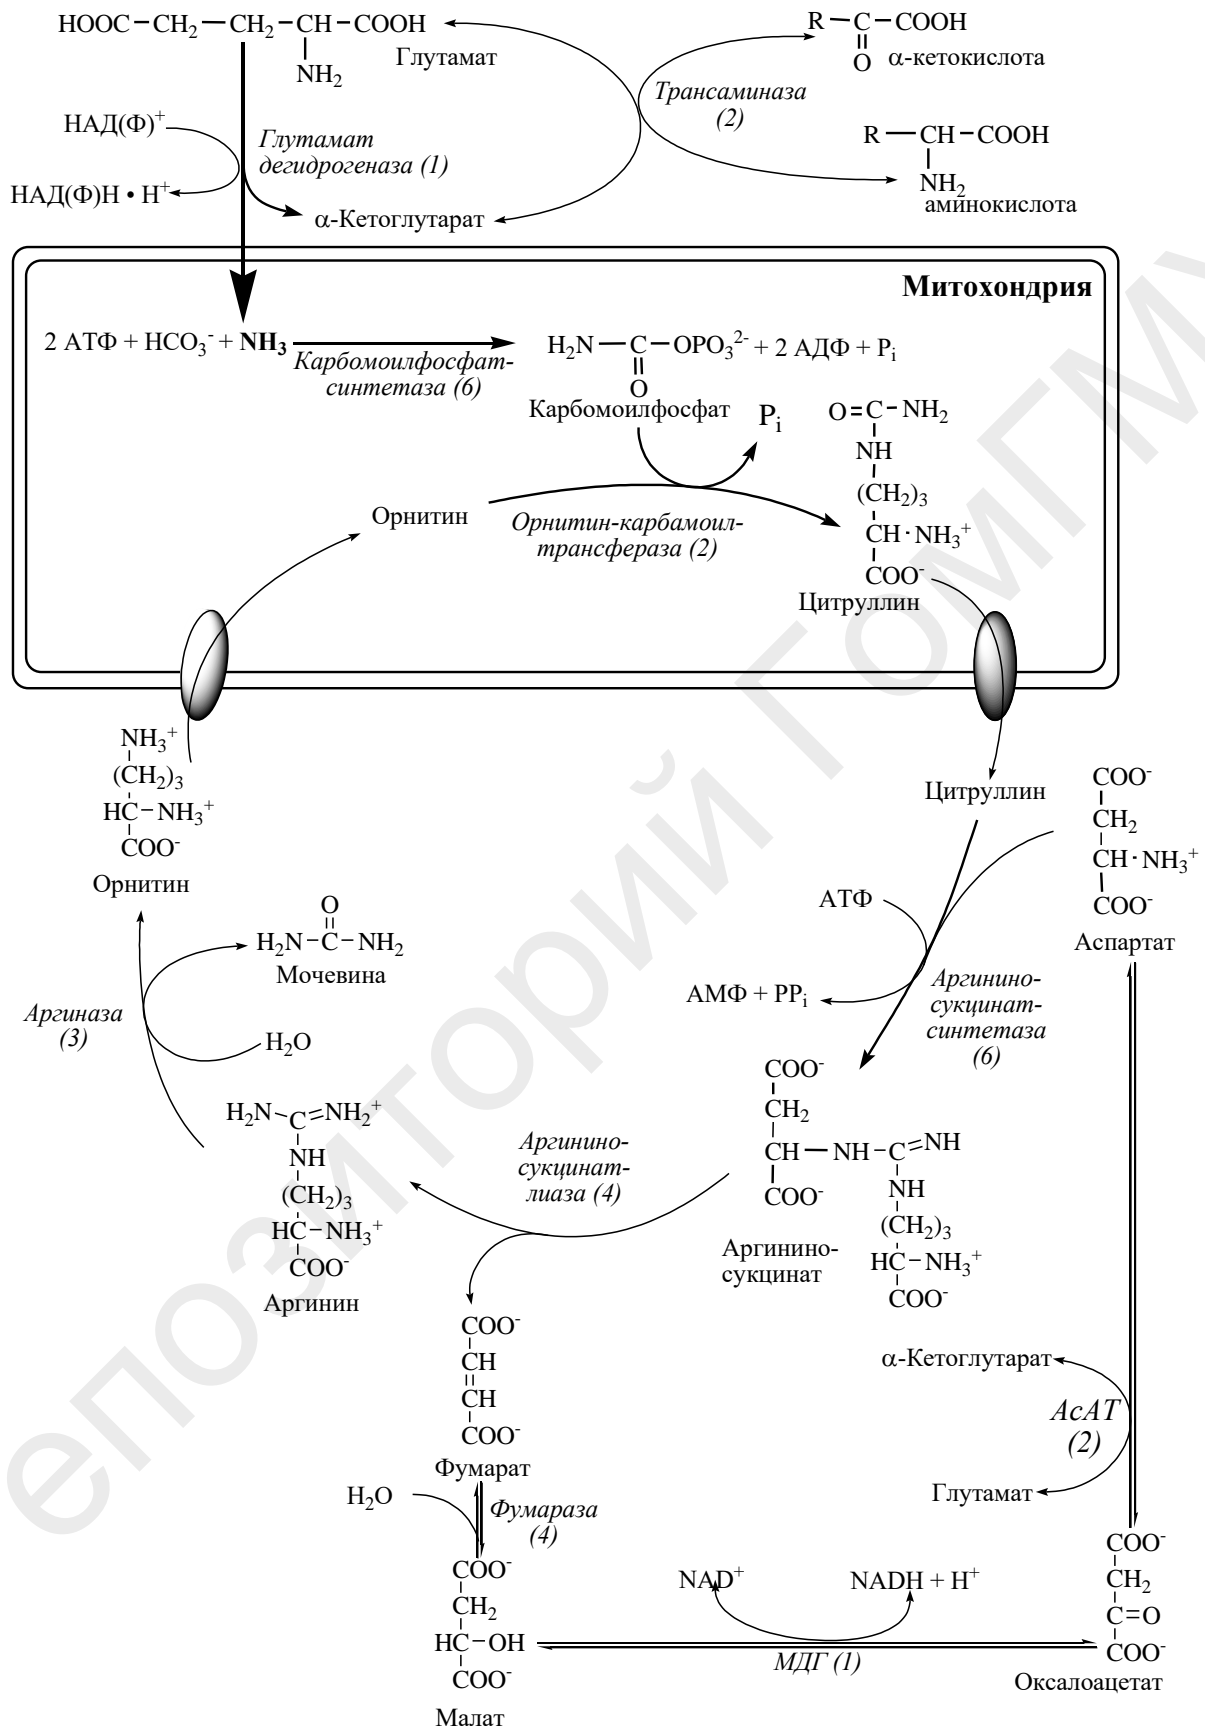 HOOC–CH₂–CH₂–CH–COOH
NH₂
Глутамат
R–C–COOH
O
α-кетокислота
Трансаминаза
(2)
R–CH–COOH
NH₂
аминокислота
НАД(Ф)⁺
НАД(Ф)Н • Н⁺
Глутамат
дегидрогеназа (1)
α-Кетоглутарат
Митохондрия
2 АТФ + HCO₃⁻ + NH₃
Карбомоилфосфат-
синтетаза (6)
H₂N–C–OPO₃²⁻ + 2 АДФ + Pᵢ
O
Карбомоилфосфат
Pᵢ
O=C–NH₂
NH
(CH₂)₃
CH·NH₃⁺
COO⁻
Цитруллин
Орнитин
Орнитин-карбамоил-
трансфераза (2)
NH₃⁺
(CH₂)₃
HC–NH₃⁺
COO⁻
Орнитин
Цитруллин
COO⁻
CH₂
CH·NH₃⁺
COO⁻
Аспартат
АТФ
АМФ + PPᵢ
Аргинино-
сукцинат-
синтетаза
(6)
O
H₂N–C–NH₂
Мочевина
Аргиназа
(3)
H₂O
H₂N–C=NH₂⁺
NH
(CH₂)₃
HC–NH₃⁺
COO⁻
Аргинин
Аргинино-
сукцинат-
лиаза (4)
COO⁻
CH₂
CH–NH–C=NH
COO⁻
NH
(CH₂)₃
HC–NH₃⁺
COO⁻
Аргинино-
сукцинат
COO⁻
CH
CH
COO⁻
Фумарат
H₂O
Фумараза
(4)
α-Кетоглутарат
АсАТ
(2)
Глутамат
COO⁻
CH₂
HC–OH
COO⁻
Малат
NAD⁺
NADH + H⁺
МДГ (1)
COO⁻
CH₂
C=O
COO⁻
Оксалоацетат
епозиторий ГомГМУ